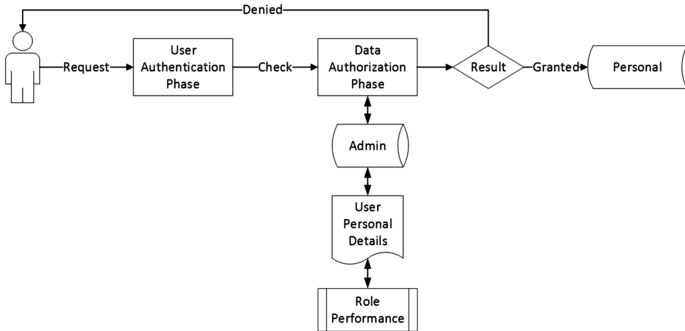 Denied
Request
User
Authentication
Phase
Check
Data
Authorization
Phase
Result
Granted
Personal
Admin
User
Personal
Details
Role
Performance